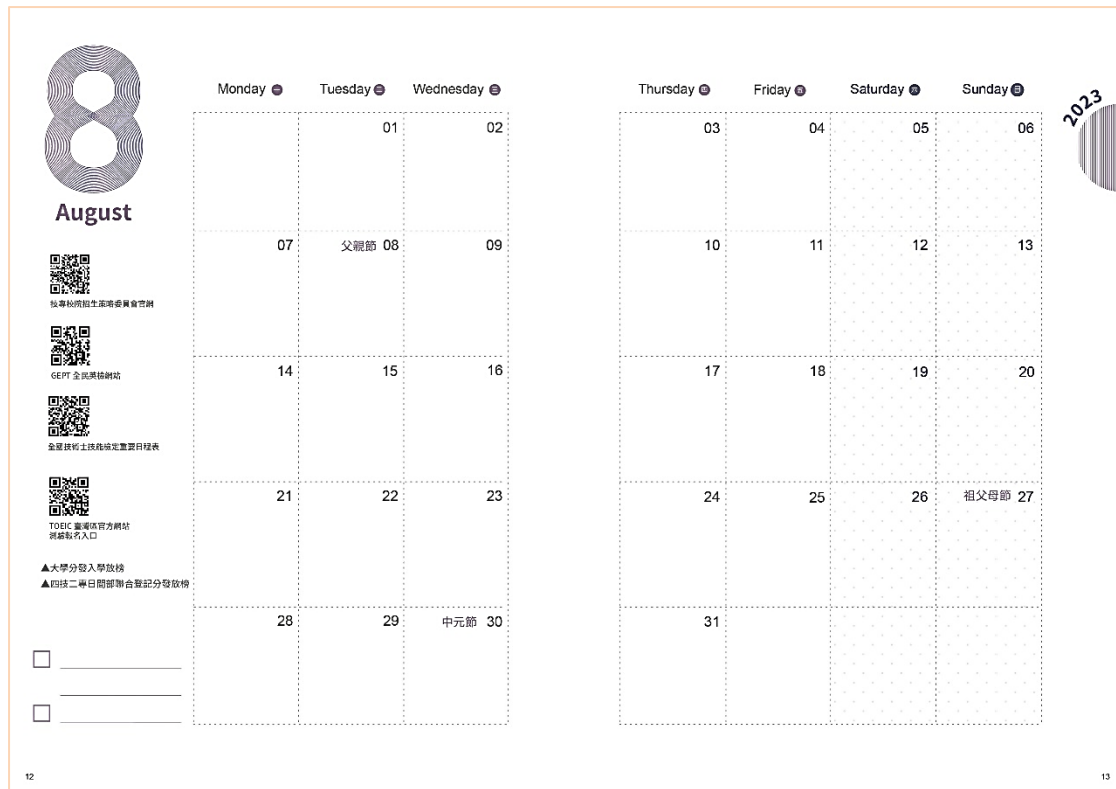 8
August
技專校院招生策略委員會官網
GEPT 全民英檢網站
全國技術士技能檢定重要日程表
TOEIC 臺灣區官方網站
測驗報名入口
▲大學分發入學放榜
▲四技二專日間部聯合登記分發放榜
Monday 一 Tuesday 二 Wednesday 三 Thursday 四 Friday 五 Saturday 六 Sunday 日
2023
01 02 03 04 05 06
07 父親節 08 09 10 11 12 13
14 15 16 17 18 19 20
21 22 23 24 25 26 祖父母節 27
28 29 中元節 30 31
12 13